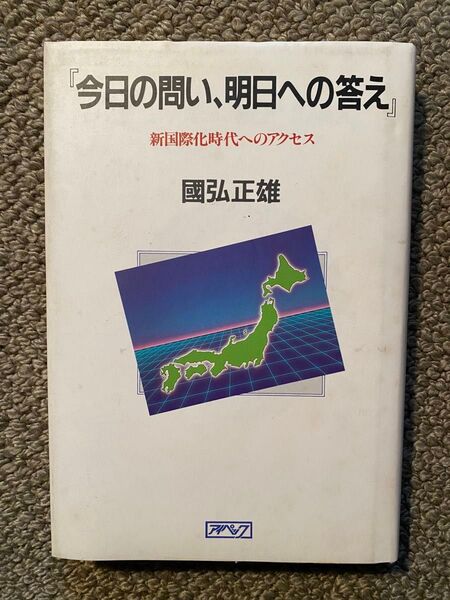 『今日の問い、明日への答え』
新国際化時代へのアクセス
國弘正雄
アイペック